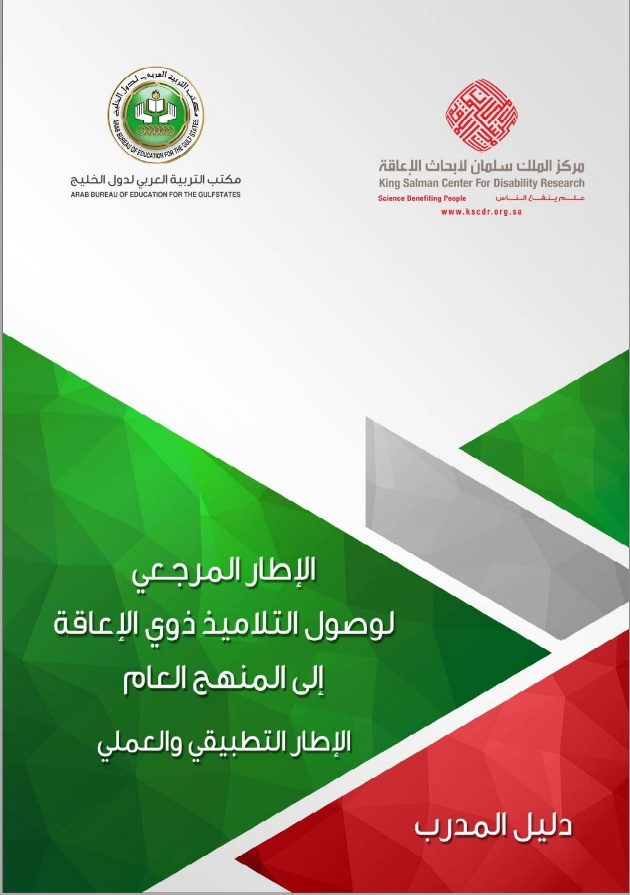 مكتب التربية العربي لدول الخليج
ARAB BUREAU OF EDUCATION FOR THE GULF STATES
مركز الملك سلمان لأبحاث الإعاقة
King Salman Center For Disability Research
Science Benefiting People
علم ينفع الناس
www.kscdr.org.sa
مكتب التربية العربي لدول الخليج
ARAB BUREAU OF EDUCATION FOR THE GULFSTATES
الإطار المرجعي
لوصول التلاميذ ذوي الإعاقة
إلى المنهج العام
الإطار التطبيقي والعملي
دليل المدرب